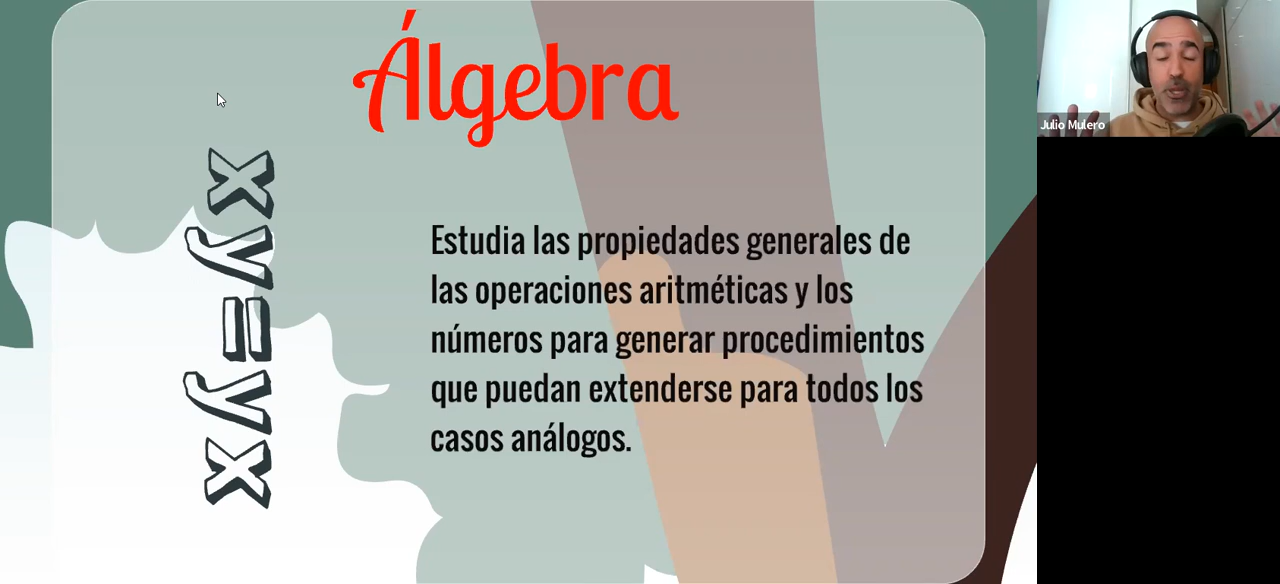 Álgebra
Julio Mulero
xy=yx
Estudia las propiedades generales de
las operaciones aritméticas y los
números para generar procedimientos
que puedan extenderse para todos los
casos análogos.